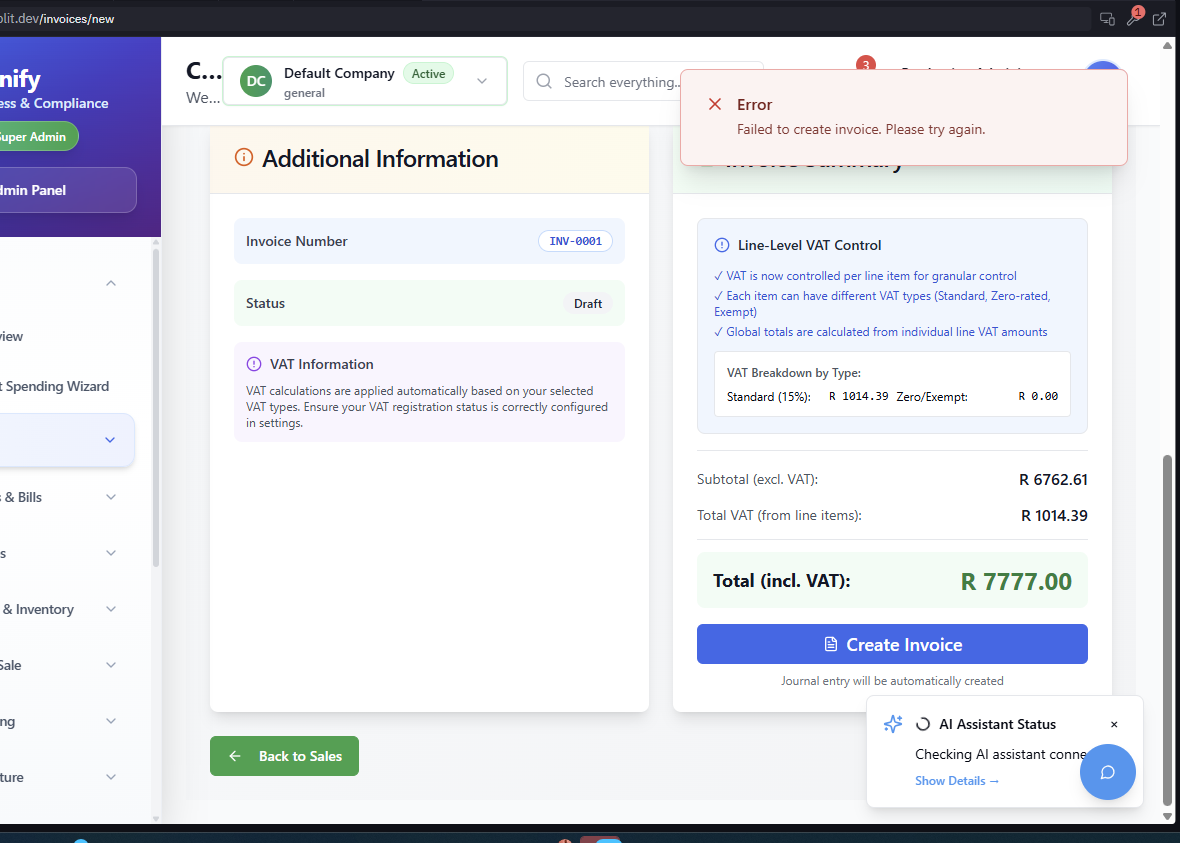 plit.dev/invoices/new
1
nify
ess & Compliance
Super Admin
dmin Panel
view
t Spending Wizard
s & Bills
s
& Inventory
Sale
ng
ture
C...
We...
DC
Default Company
Active
general
Search everything..
3
Error
Failed to create invoice. Please try again.
Additional Information
Invoice Number
INV-0001
Status
Draft
VAT Information
VAT calculations are applied automatically based on your selected
VAT types. Ensure your VAT registration status is correctly configured
in settings.
Invoice Summary
Line-Level VAT Control
✓ VAT is now controlled per line item for granular control
✓ Each item can have different VAT types (Standard, Zero-rated,
Exempt)
✓ Global totals are calculated from individual line VAT amounts
VAT Breakdown by Type:
Standard (15%): R 1014.39 Zero/Exempt: R 0.00
Subtotal (excl. VAT): R 6762.61
Total VAT (from line items): R 1014.39
Total (incl. VAT): R 7777.00
Create Invoice
Journal entry will be automatically created
Back to Sales
AI Assistant Status
×
Checking AI assistant conne
Show Details →